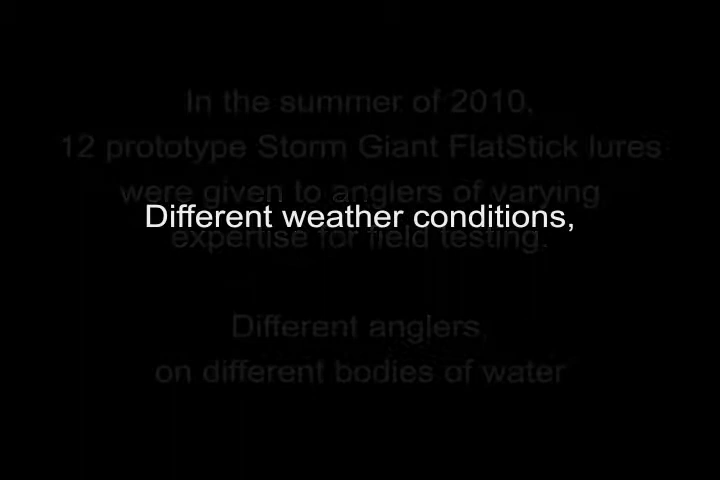 In the summer of 2010,
12 prototype Storm Giant FlatStick lures
were given to anglers of varying
Different weather conditions,
expertise for field testing.
Different anglers,
on different bodies of water